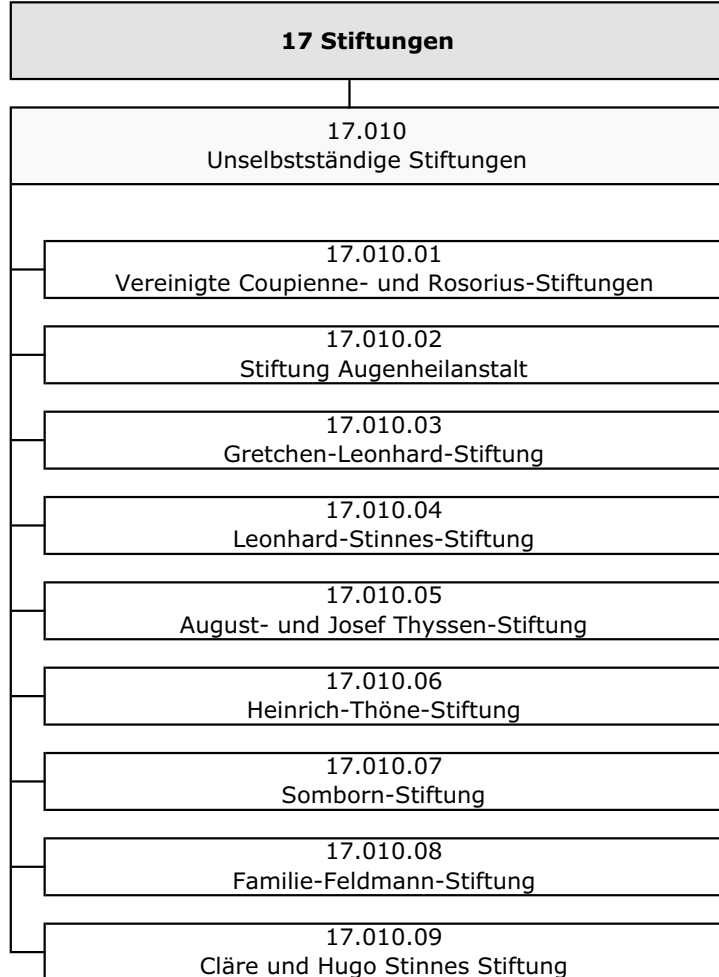 17 Stiftungen
17.010
Unselbstständige Stiftungen
17.010.01
Vereinigte Coupienne- und Rosorius-Stiftungen
17.010.02
Stiftung Augenheilanstalt
17.010.03
Gretchen-Leonhard-Stiftung
17.010.04
Leonhard-Stinnes-Stiftung
17.010.05
August- und Josef Thyssen-Stiftung
17.010.06
Heinrich-Thöne-Stiftung
17.010.07
Somborn-Stiftung
17.010.08
Familie-Feldmann-Stiftung
17.010.09
Cläre und Hugo Stinnes Stiftung